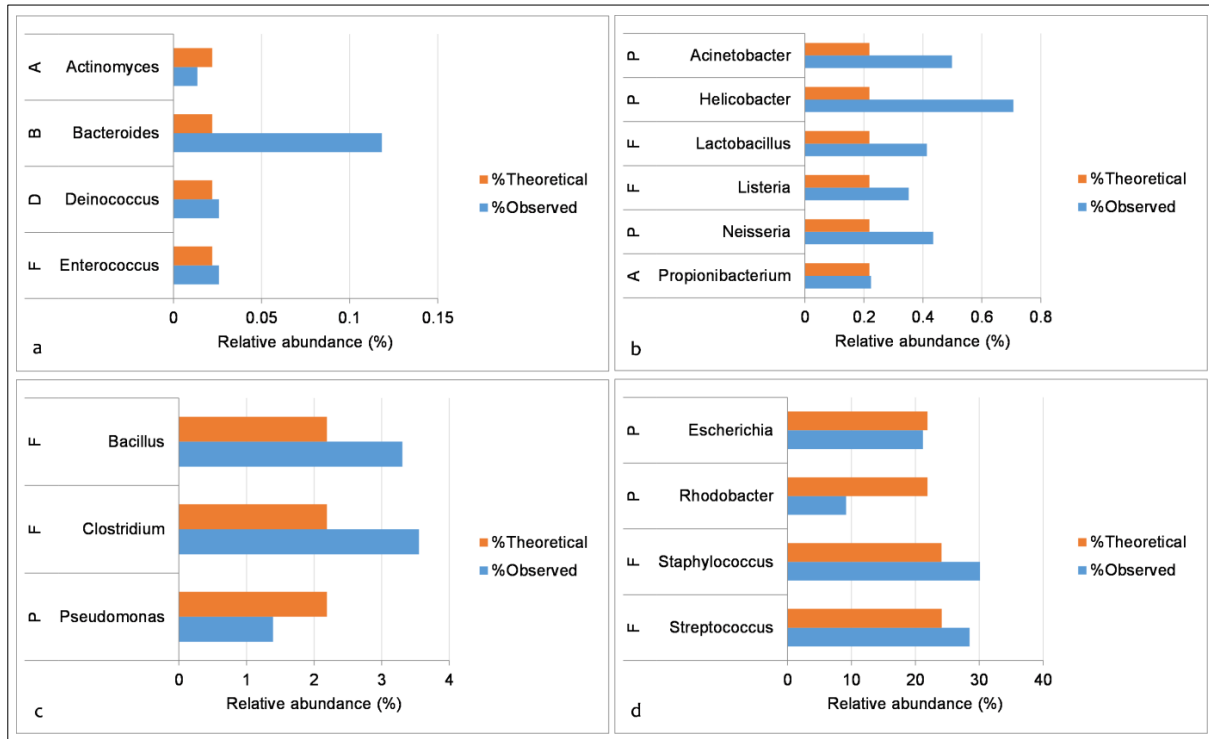 A Actinomyces
B Bacteroides
D Deinococcus
F Enterococcus
%Theoretical
%Observed
0 0.05 0.1 0.15
Relative abundance (%)
a
P Acinetobacter
P Helicobacter
F Lactobacillus
F Listeria
P Neisseria
A Propionibacterium
%Theoretical
%Observed
0 0.2 0.4 0.6 0.8
Relative abundance (%)
b
F Bacillus
F Clostridium
P Pseudomonas
%Theoretical
%Observed
0 1 2 3 4
Relative abundance (%)
c
P Escherichia
P Rhodobacter
F Staphylococcus
F Streptococcus
%Theoretical
%Observed
0 10 20 30 40
Relative abundance (%)
d